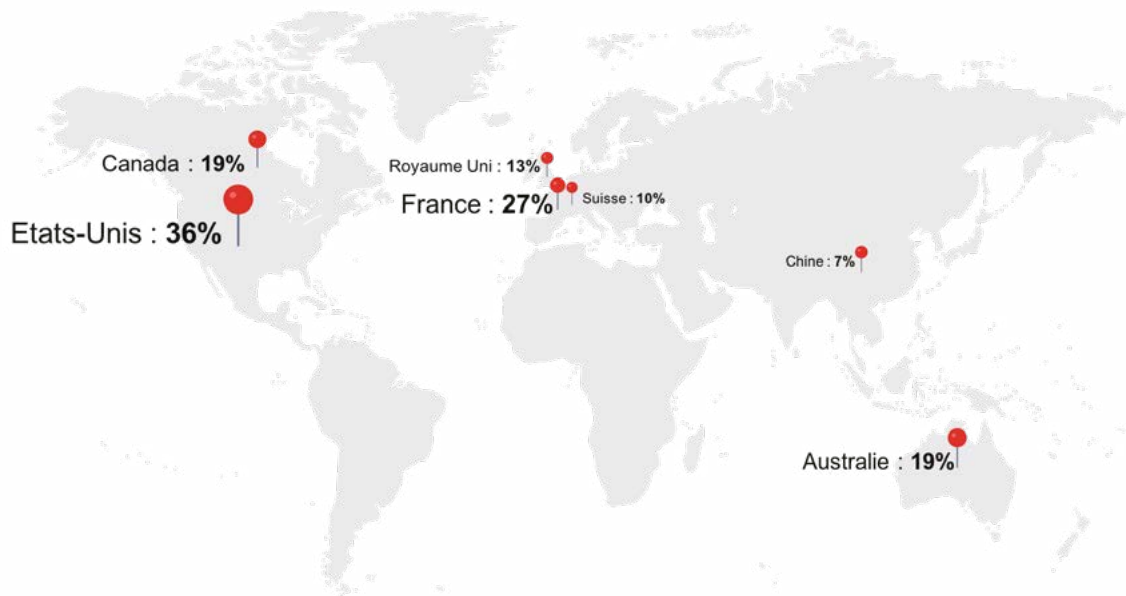 Canada : 19%
Royaume Uni : 13%
Etats-Unis : 36%
France : 27%
Suisse : 10%
Chine : 7%
Australie : 19%